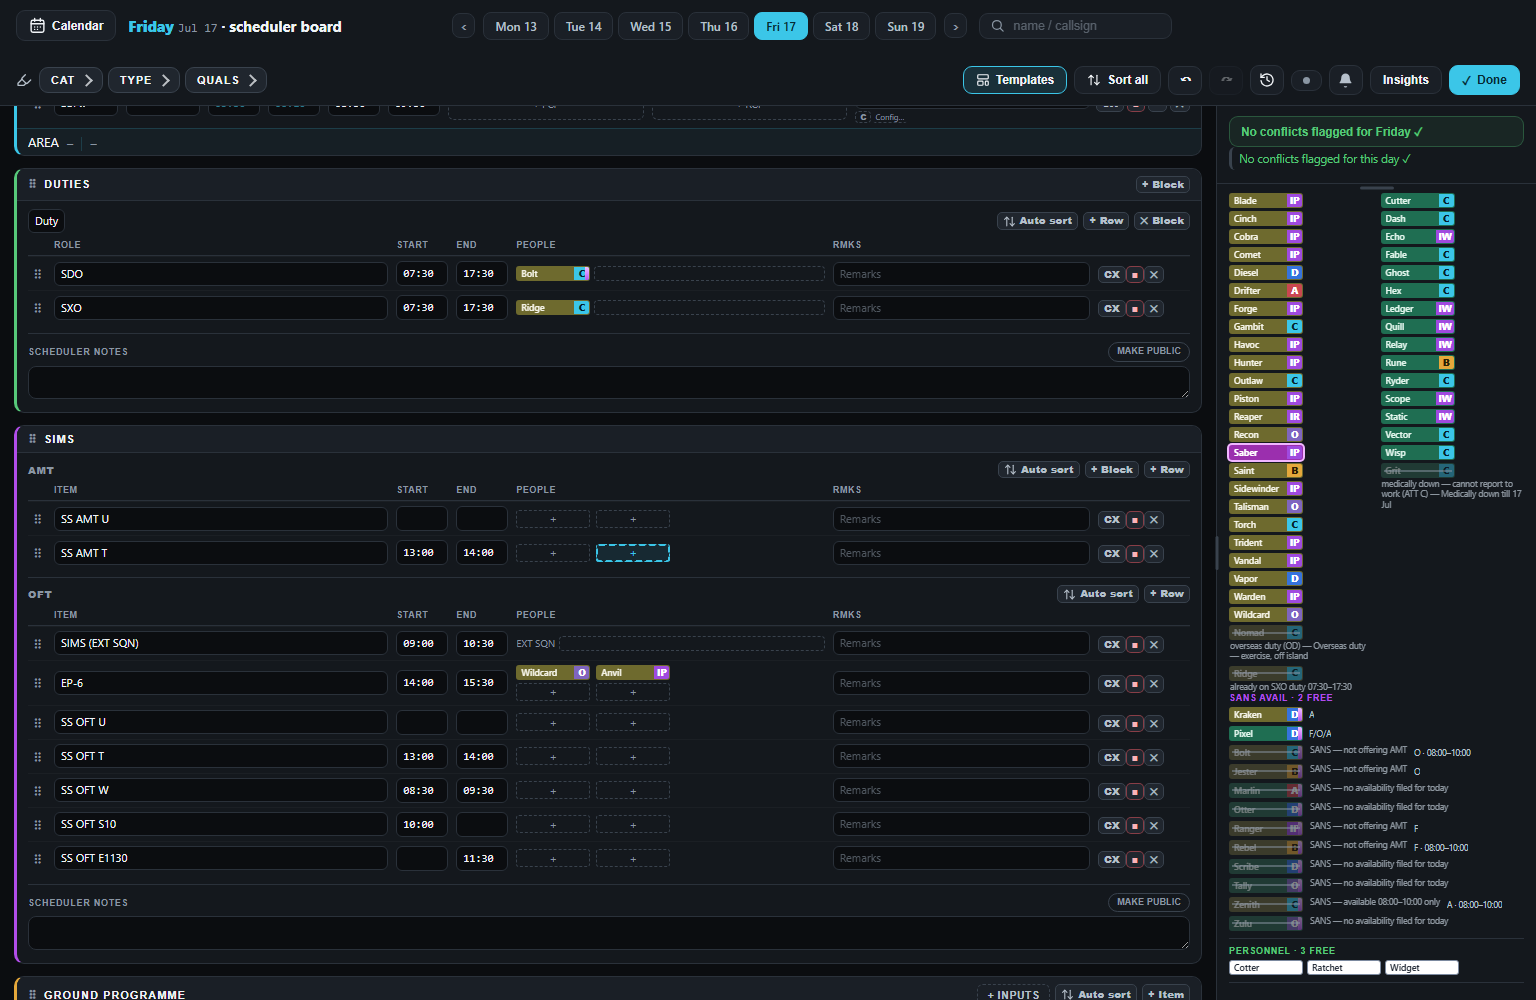 Calendar
Friday Jul 17 · scheduler board
‹ Mon 13 Tue 14 Wed 15 Thu 16 Fri 17 Sat 18 Sun 19 ›
name / callsign
CAT TYPE QUALS
Templates Sort all Insights ✓ Done
C Config...
AREA – –
DUTIES
+ Block
Duty
Auto sort + Row ✕ Block
ROLE START END PEOPLE RMKS
SDO 07:30 17:30 Bolt C Remarks CX ✕
SXO 07:30 17:30 Ridge C Remarks CX ✕
SCHEDULER NOTES MAKE PUBLIC
SIMS
AMT Auto sort + Block + Row
ITEM START END PEOPLE RMKS
SS AMT U + + Remarks CX ✕
SS AMT T 13:00 14:00 + + Remarks CX ✕
OFT Auto sort + Row
ITEM START END PEOPLE RMKS
SIMS (EXT SQN) 09:00 10:30 EXT SQN Remarks CX ✕
EP-6 14:00 15:30 Wildcard O Anvil IP + + Remarks CX ✕
SS OFT U + + Remarks CX ✕
SS OFT T 13:00 14:00 + + Remarks CX ✕
SS OFT W 08:30 09:30 + + Remarks CX ✕
SS OFT S10 10:00 + + Remarks CX ✕
SS OFT E1130 11:30 + + Remarks CX ✕
SCHEDULER NOTES MAKE PUBLIC
GROUND PROGRAMME
+ INPUTS Auto sort + Item
No conflicts flagged for Friday ✓
No conflicts flagged for this day ✓
Blade IP
Cinch IP
Cobra IP
Comet IP
Diesel D
Drifter A
Forge IP
Gambit C
Havoc IP
Hunter IP
Outlaw C
Piston IP
Reaper IR
Recon O
Saber IP
Saint B
Sidewinder IP
Talisman O
Torch C
Trident IP
Vandal IP
Vapor D
Warden IP
Wildcard O
Nomad C
overseas duty (OD) — Overseas duty
— exercise, off island
Ridge C
already on SXO duty 07:30–17:30
Cutter C
Dash C
Echo IW
Fable C
Ghost C
Hex C
Ledger IW
Quill IW
Relay IW
Rune B
Ryder C
Scope IW
Static IW
Vector C
Wisp C
Grit C
medically down — cannot report to
work (ATT C) — Medically down till 17
Jul
SANS AVAIL · 2 FREE
Kraken D A
Pixel D F/O/A
Bolt C SANS — not offering AMT O · 08:00–10:00
Jester B SANS — not offering AMT O
Marlin A SANS — no availability filed for today
Otter D SANS — no availability filed for today
Ranger IP SANS — not offering AMT F
Rebel B SANS — not offering AMT F · 08:00–10:00
Scribe D SANS — no availability filed for today
Tally O SANS — no availability filed for today
Zenith C SANS — available 08:00–10:00 only A · 08:00–10:00
Zulu O SANS — no availability filed for today
PERSONNEL · 3 FREE
Cotter Ratchet Widget